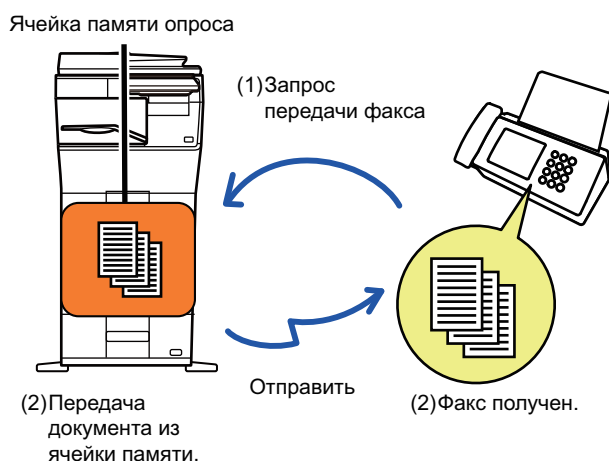 Ячейка памяти опроса
(1)Запрос
передачи факса
Отправить
(2)Передача
документа из
ячейки памяти.
(2)Факс получен.